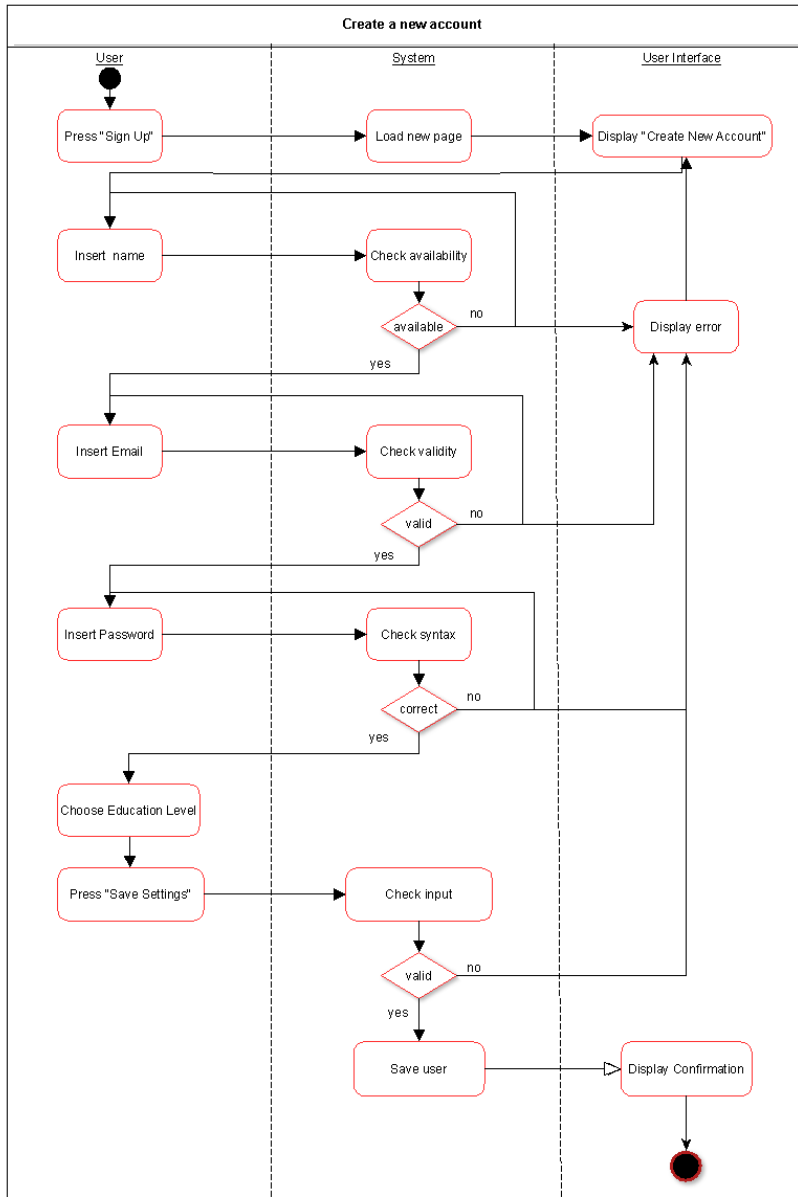 Create a new account
User
System
User Interface
Press "Sign Up"
Load new page
Display "Create New Account"
Insert name
Check availability
available
no
Display error
yes
Insert Email
Check validity
valid
no
yes
Insert Password
Check syntax
correct
no
yes
Choose Education Level
Press "Save Settings"
Check input
valid
no
yes
Save user
Display Confirmation